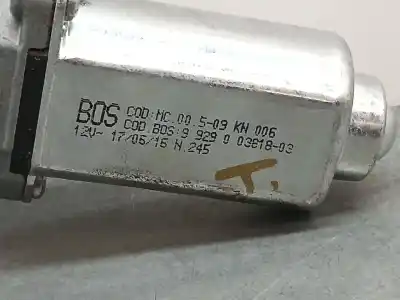 BOS COD:MC.00.5-09 KN 006
COD.BOS:9 929 0 03818-03
12V- 17/06/16 N.245
T.